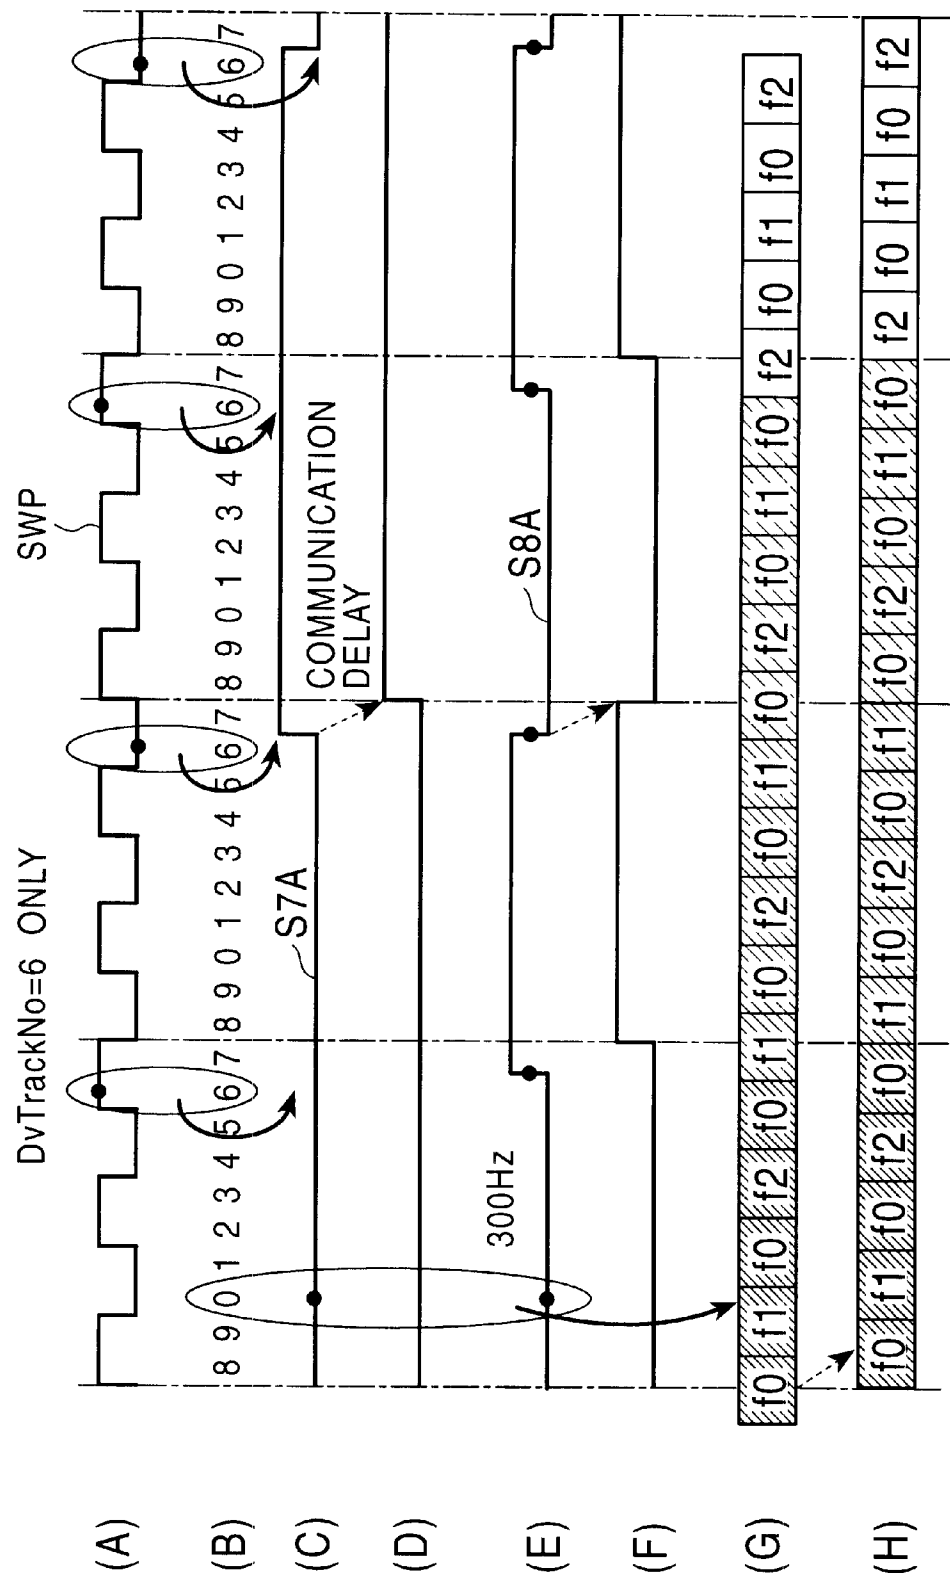 DvTrackNo=6 ONLY
SWP
(A)
(B) 8 9 0 1 2 3 4 5 6 7 8 9 0 1 2 3 4 5 6 7 8 9 0 1 2 3 4 5 6 7 8 9 0 1 2 3 4 5 6 7
(C)
S7A
COMMUNICATION
DELAY
(D)
300Hz
S8A
(E)
(F)
(G) f0 f1 f0 f2 f0 f1 f0 f2 f0 f1 f0 f2 f0 f1 f0 f2 f0 f1 f0 f2
(H) f0 f1 f0 f2 f0 f1 f0 f2 f0 f1 f0 f2 f0 f1 f0 f2 f0 f1 f0 f2